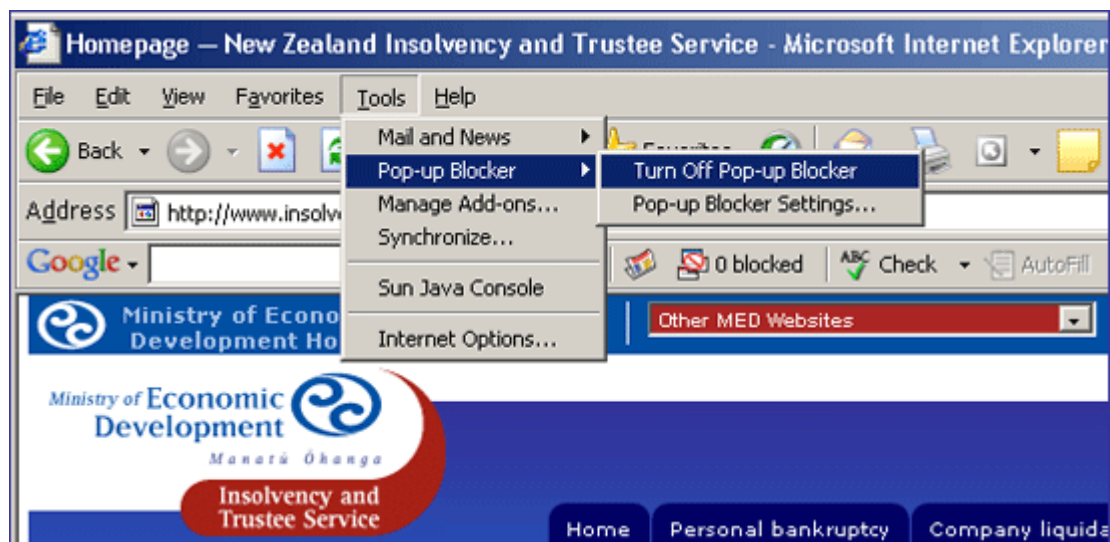 Homepage — New Zealand Insolvency and Trustee Service - Microsoft Internet Explorer
File Edit View Favorites Tools Help
Back
Mail and News
Pop-up Blocker
Manage Add-ons...
Synchronize...
Sun Java Console
Internet Options...
Turn Off Pop-up Blocker
Pop-up Blocker Settings...
Address http://www.insolv
Google 0 blocked ABC Check AutoFill
Ministry of Econo
Development Ho
Other MED Websites
Ministry of Economic
Development
Manatū Ōhanga
Insolvency and
Trustee Service
Home Personal bankruptcy Company liquida